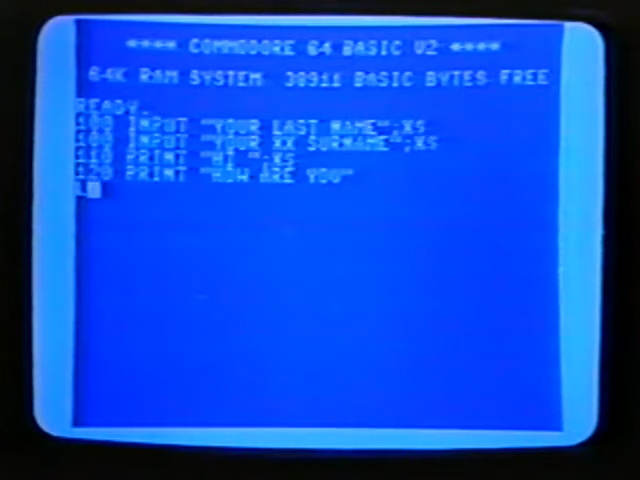 **** COMMODORE 64 BASIC V2 ****
64K RAM SYSTEM 38911 BASIC BYTES FREE
READY.
100 INPUT "YOUR LAST NAME";X$
105 INPUT "YOUR XX SURNAME";X$
110 PRINT "HI ";X$
120 PRINT "HOW ARE YOU"
L